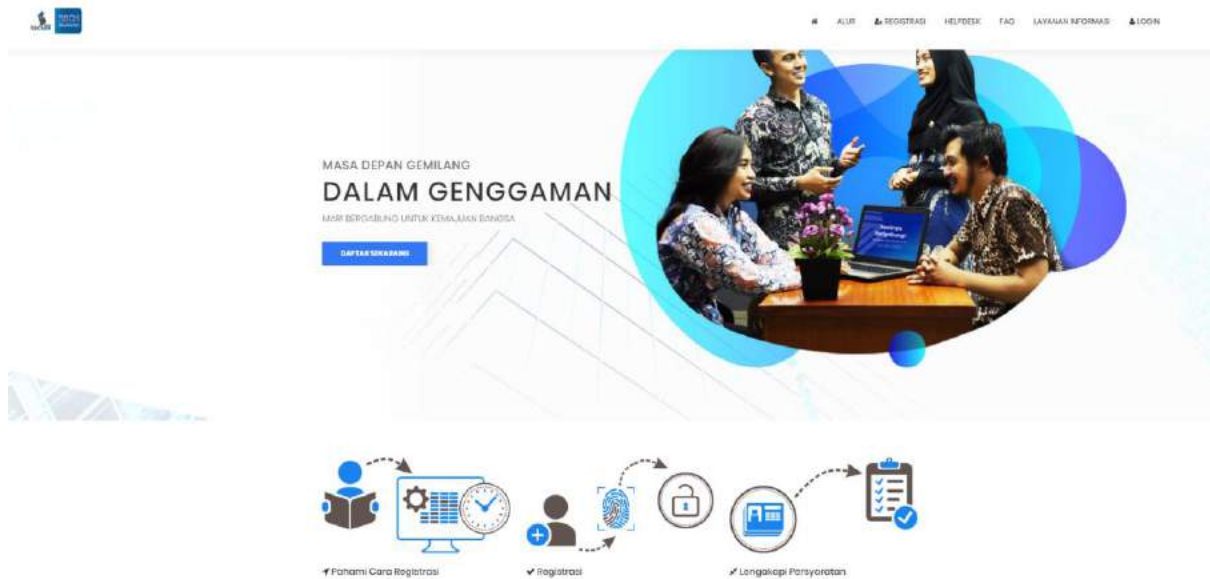 ALUR REGISTRASI HELPDESK FAQ LAYANAN INFORMASI LOGIN
MASA DEPAN GEMILANG
DALAM GENGGAMAN
MARI BERGABUNG UNTUK KEMAJUAN BANGSA
DAFTAR SEKARANG
Pahami Cara Registrasi
Registrasi
Lengakapi Persyaratan